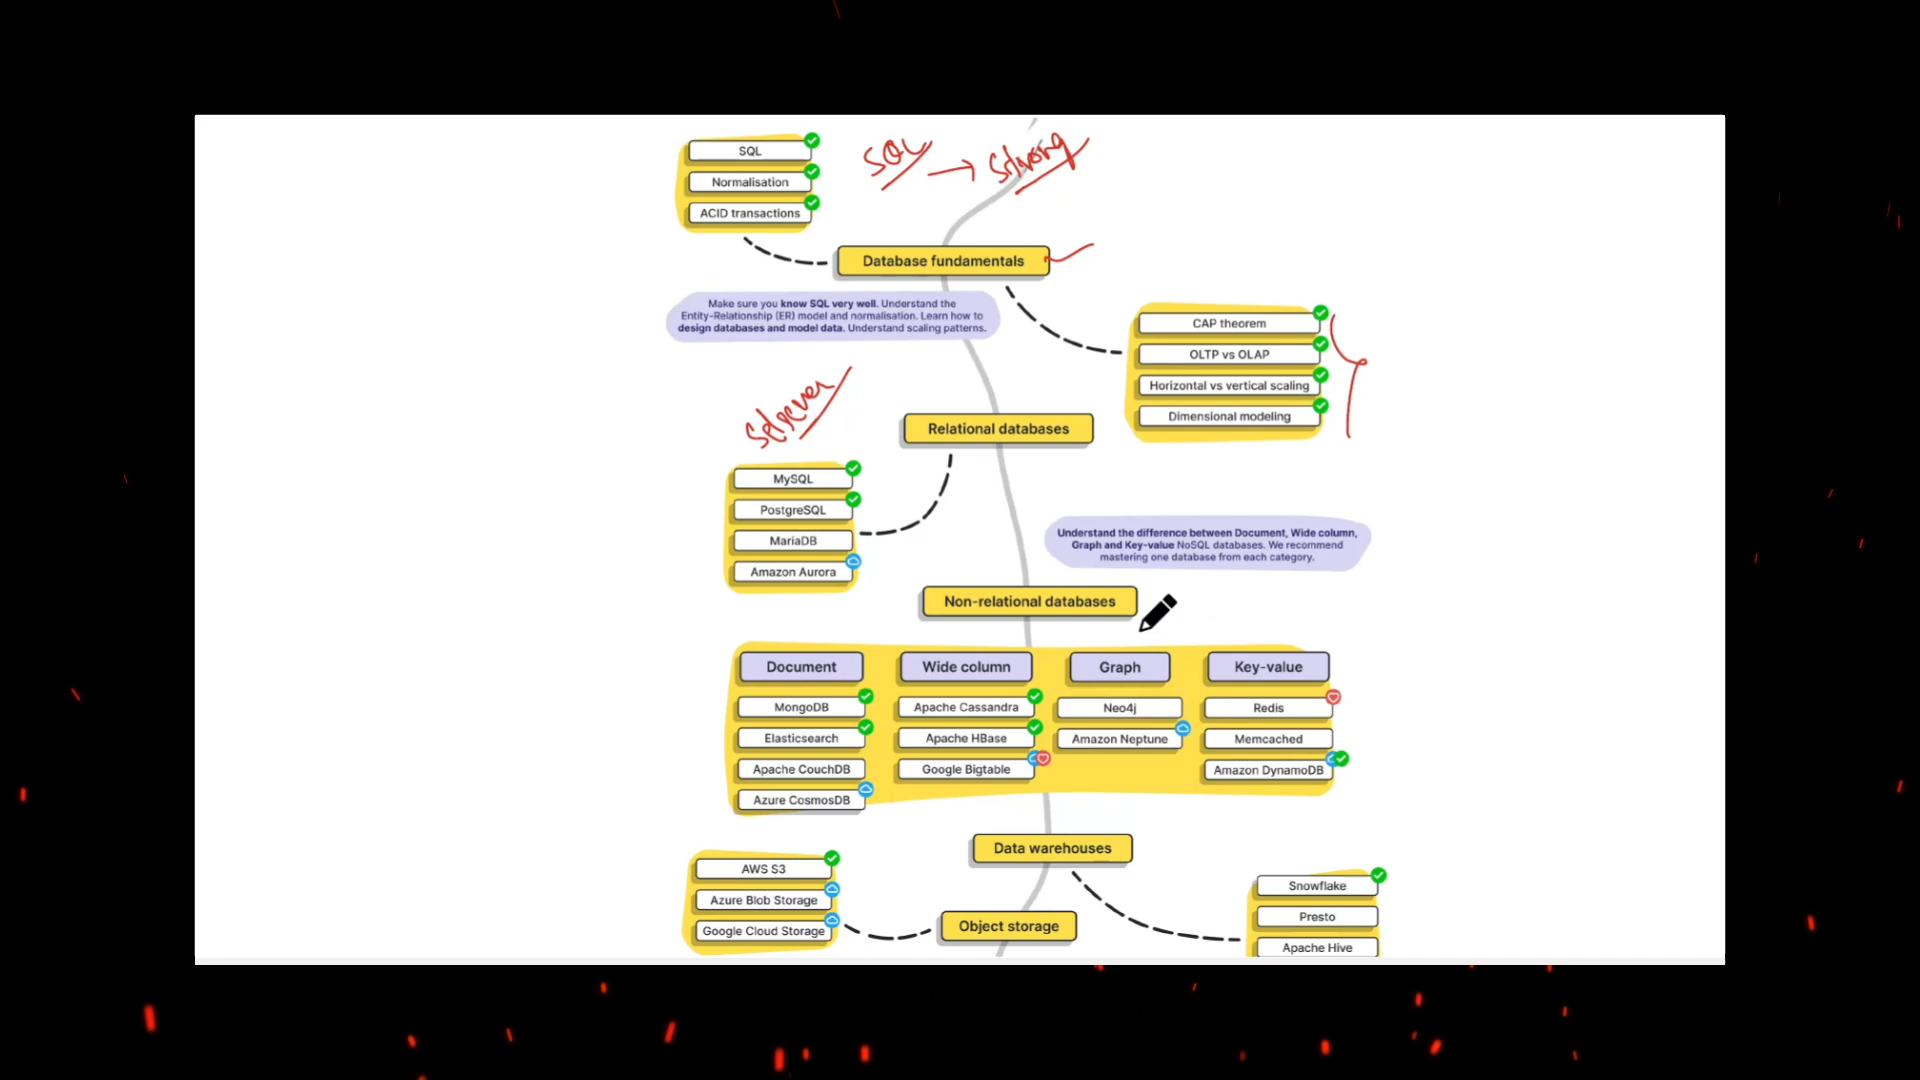 SQL
Normalisation
ACID transactions
SQL → Strong
Database fundamentals
Make sure you know SQL very well. Understand the
Entity-Relationship (ER) model and normalisation. Learn how to
design databases and model data. Understand scaling patterns.
CAP theorem
OLTP vs OLAP
Horizontal vs vertical scaling
Dimensional modeling
Relational databases
MySQL
PostgreSQL
MariaDB
Amazon Aurora
Understand the difference between Document, Wide column,
Graph and Key-value NoSQL databases. We recommend
mastering one database from each category.
Non-relational databases
Document
MongoDB
Elasticsearch
Apache CouchDB
Azure CosmosDB
Wide column
Apache Cassandra
Apache HBase
Google Bigtable
Graph
Neo4j
Amazon Neptune
Key-value
Redis
Memcached
Amazon DynamoDB
Data warehouses
Snowflake
Presto
Apache Hive
Object storage
AWS S3
Azure Blob Storage
Google Cloud Storage